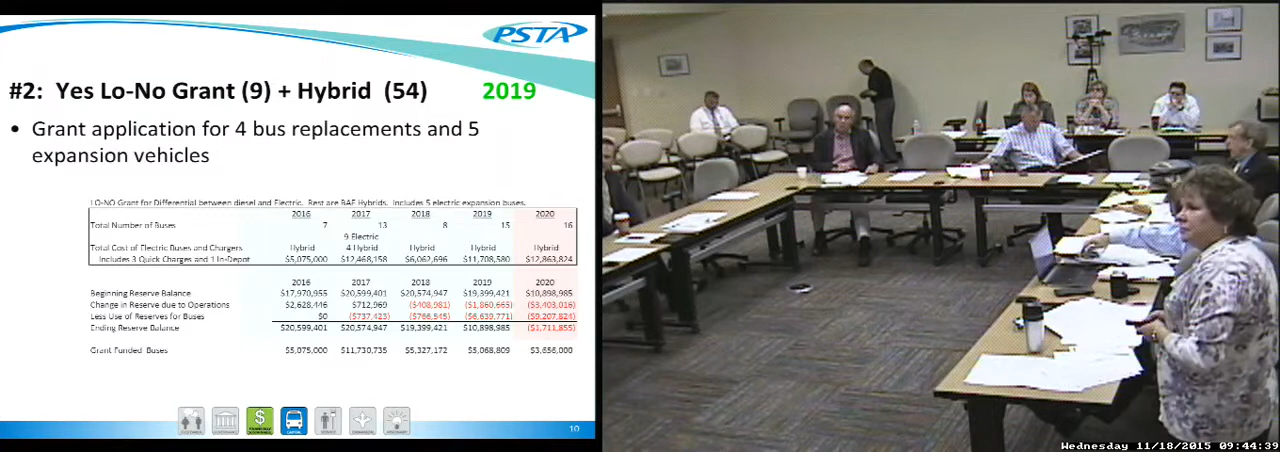 PSTA
#2: Yes Lo-No Grant (9) + Hybrid (54) 2019
• Grant application for 4 bus replacements and 5
expansion vehicles
LO-NO Grant for Differential between diesel and Electric. Rest are BAE Hybrids. Includes 5 electric expansion buses.
2016 2017 2018 2019 2020
Total Number of Buses 7 13 8 15 16
9 Electric
Total Cost of Electric Buses and Chargers Hybrid 4 Hybrid Hybrid Hybrid Hybrid
Includes 3 Quick Charges and 1 In-Depot $5,075,000 $12,468,158 $6,062,696 $11,708,580 $12,863,824
2016 2017 2018 2019 2020
Beginning Reserve Balance $17,970,955 $20,599,401 $20,574,947 $19,399,421 $10,898,985
Change in Reserve due to Operations $2,628,446 $712,969 ($408,981) ($1,860,665) ($3,403,016)
Less Use of Reserves for Buses $0 ($737,423) ($766,545) ($6,639,771) ($9,207,824)
Ending Reserve Balance $20,599,401 $20,574,947 $19,399,421 $10,898,985 ($1,711,855)
Grant Funded Buses $5,075,000 $11,730,735 $5,327,172 $5,068,809 $3,656,000
10
Wednesday 11/18/2015 09:44:39